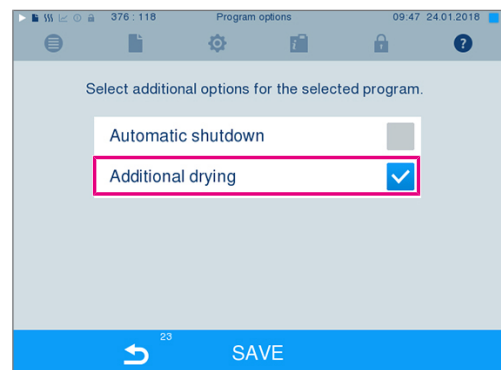 376 : 118 Program options 09:47 24.01.2018
?
Select additional options for the selected program.
Automatic shutdown
Additional drying
23
SAVE